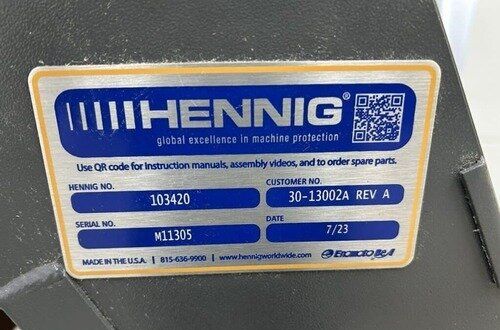 HENNIG®
global excellence in machine protection
Use QR code for instruction manuals, assembly videos, and to order spare parts.
HENNIG NO. CUSTOMER NO.
103420 30-13002A REV A
SERIAL NO. DATE
M11305 7/23
MADE IN THE U.S.A. | 815-636-9900 | www.hennigworldwide.com